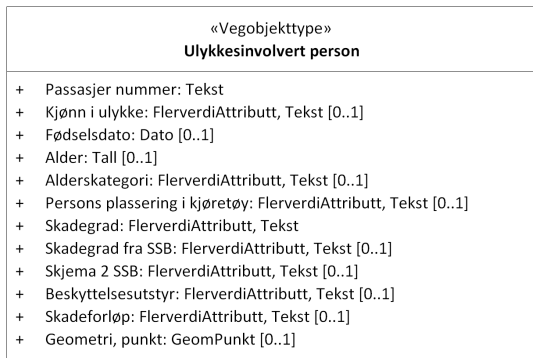 «Vegobjekttype»
Ulykkesinvolvert person
+ Passasjer nummer: Tekst
+ Kjønn i ulykke: FlerverdiAttributt, Tekst [0..1]
+ Fødselsdato: Dato [0..1]
+ Alder: Tall [0..1]
+ Alderskategori: FlerverdiAttributt, Tekst [0..1]
+ Persons plassering i kjøretøy: FlerverdiAttributt, Tekst [0..1]
+ Skadegrad: FlerverdiAttributt, Tekst
+ Skadegrad fra SSB: FlerverdiAttributt, Tekst [0..1]
+ Skjema 2 SSB: FlerverdiAttributt, Tekst [0..1]
+ Beskyttelsesutstyr: FlerverdiAttributt, Tekst [0..1]
+ Skadeforløp: FlerverdiAttributt, Tekst [0..1]
+ Geometri, punkt: GeomPunkt [0..1]